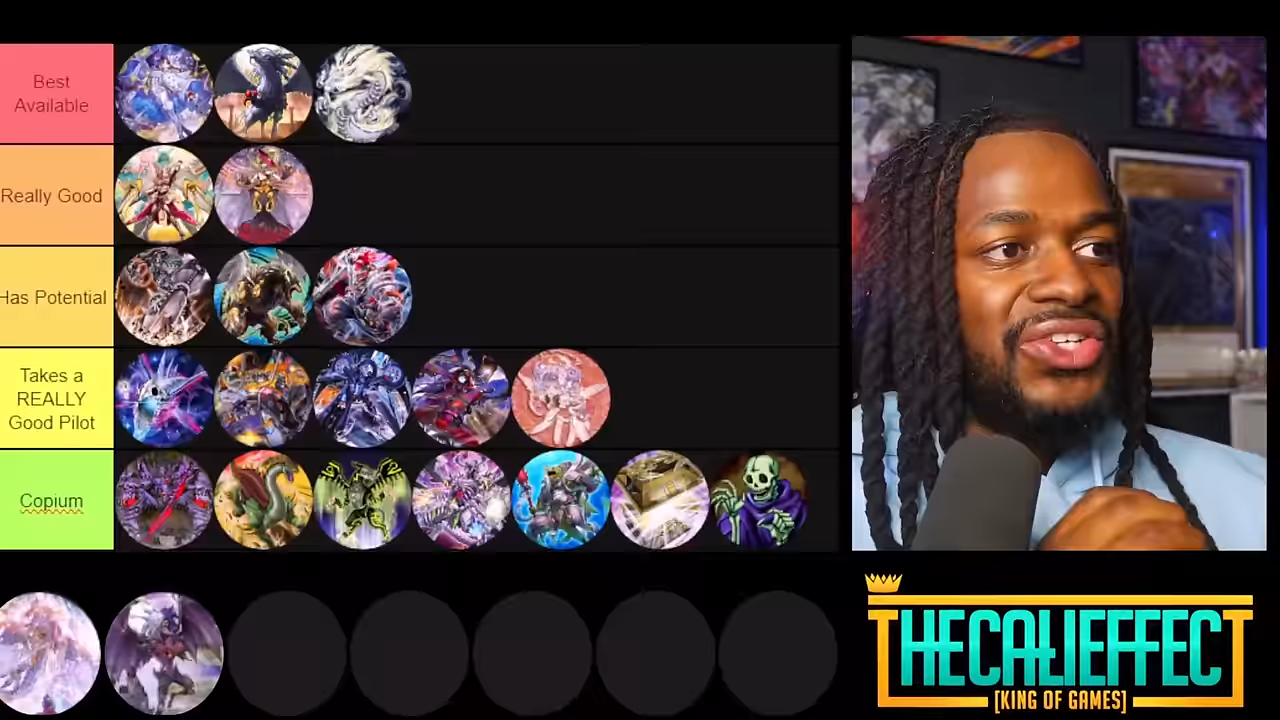 Best
Available
Really Good
Has Potential
Takes a
REALLY
Good Pilot
Copium
THECALIEFFECT
[KING OF GAMES]